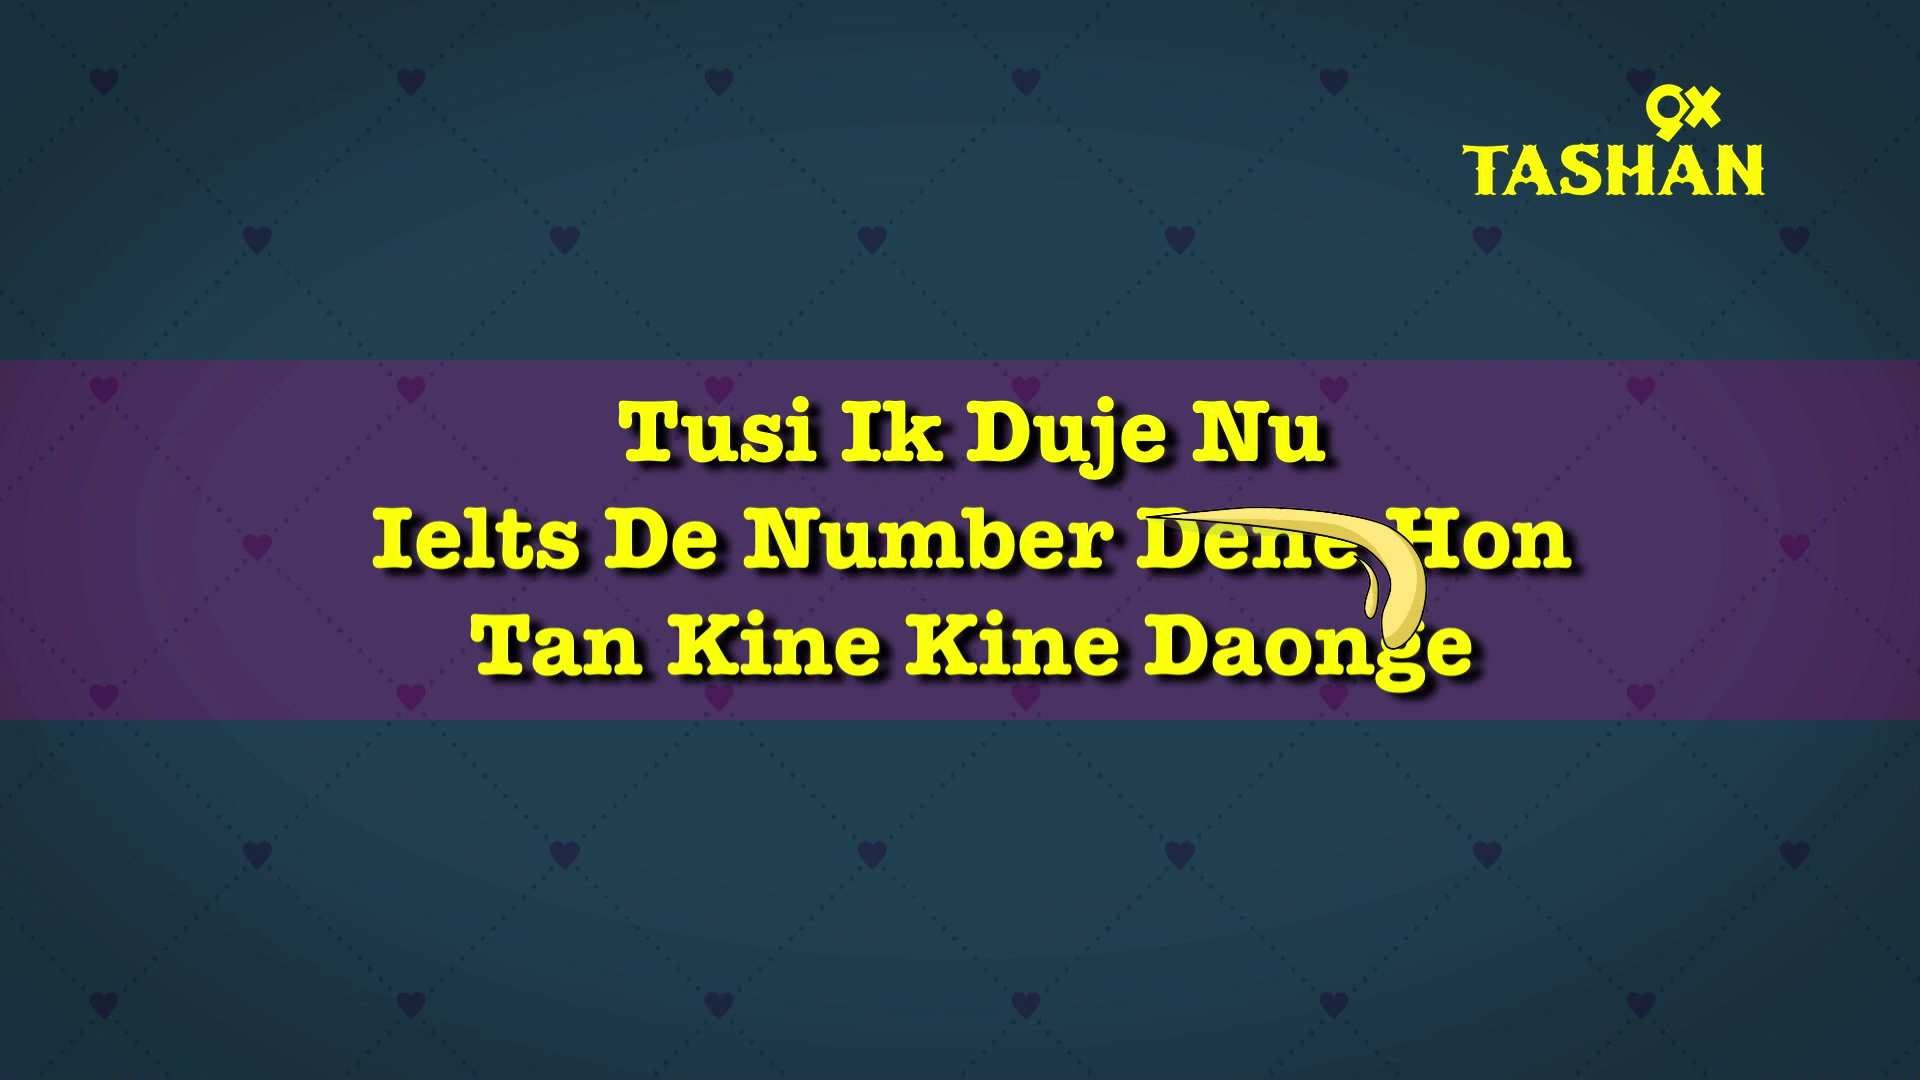 9X
TASHAN
Tusi Ik Duje Nu
Ielts De Number Dene Hon
Tan Kine Kine Daonge